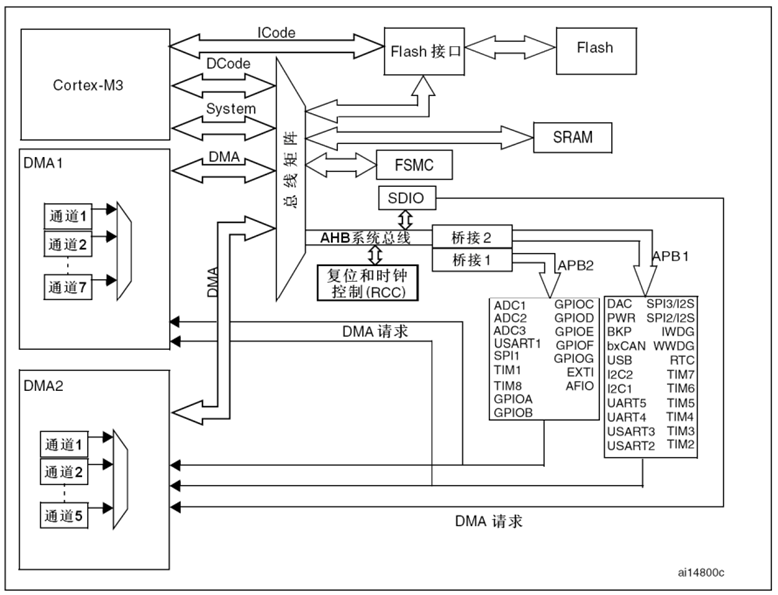 ICode
Cortex-M3
DCode
System
Flash 接口
Flash
总线矩阵
SRAM
FSMC
SDIO
DMA1
DMA
通道1
通道2
通道7
AHB系统总线
桥接2
桥接1
复位和时钟
控制(RCC)
APB2
APB1
DMA
DMA 请求
ADC1 GPIOC
ADC2 GPIOD
ADC3 GPIOE
USART1 GPIOF
SPI1 GPIOG
TIM1 EXTI
TIM8 AFIO
GPIOA
GPIOB
DAC SPI3/I2S
PWR SPI2/I2S
BKP IWDG
bxCAN WWDG
USB RTC
I2C2 TIM7
I2C1 TIM6
UART5 TIM5
UART4 TIM4
USART3 TIM3
USART2 TIM2
DMA2
通道1
通道2
通道5
DMA 请求
ai14800c